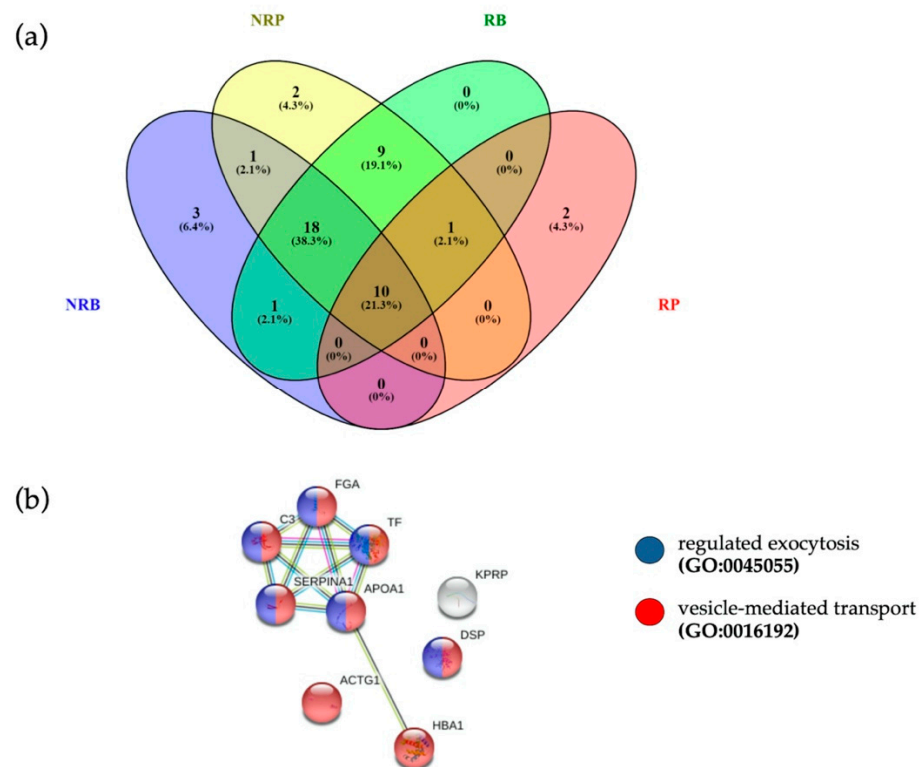 (a)
NRP
RB
2
(4.3%)
0
(0%)
1
(2.1%)
9
(19.1%)
0
(0%)
3
(6.4%)
18
(38.3%)
1
(2.1%)
2
(4.3%)
NRB
RP
1
(2.1%)
10
(21.3%)
0
(0%)
0
(0%)
0
(0%)
0
(0%)
(b)
FGA
C3
TF
SERPINA1
APOA1
KPRP
DSP
ACTG1
HBA1
regulated exocytosis
(GO:0045055)
vesicle-mediated transport
(GO:0016192)